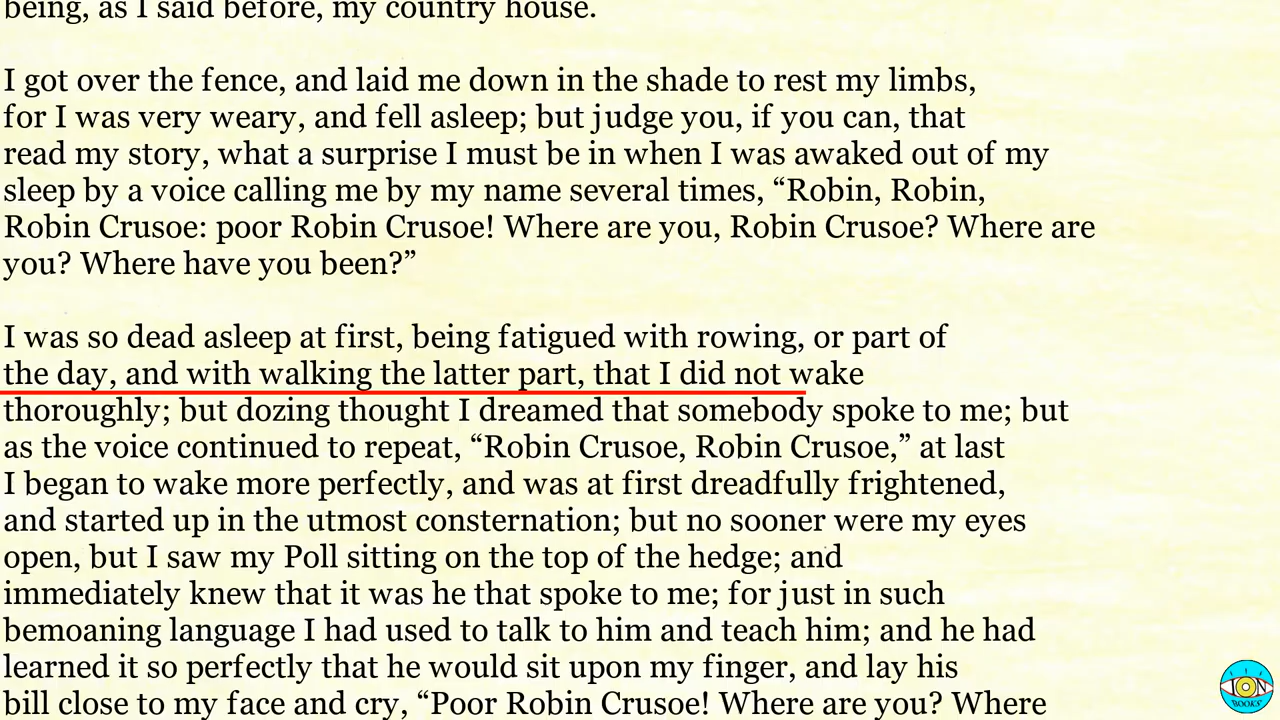 being, as I said before, my country house.
I got over the fence, and laid me down in the shade to rest my limbs,
for I was very weary, and fell asleep; but judge you, if you can, that
read my story, what a surprise I must be in when I was awaked out of my
sleep by a voice calling me by my name several times, “Robin, Robin,
Robin Crusoe: poor Robin Crusoe! Where are you, Robin Crusoe? Where are
you? Where have you been?”
I was so dead asleep at first, being fatigued with rowing, or part of
the day, and with walking the latter part, that I did not wake
thoroughly; but dozing thought I dreamed that somebody spoke to me; but
as the voice continued to repeat, “Robin Crusoe, Robin Crusoe,” at last
I began to wake more perfectly, and was at first dreadfully frightened,
and started up in the utmost consternation; but no sooner were my eyes
open, but I saw my Poll sitting on the top of the hedge; and
immediately knew that it was he that spoke to me; for just in such
bemoaning language I had used to talk to him and teach him; and he had
learned it so perfectly that he would sit upon my finger, and lay his
bill close to my face and cry, “Poor Robin Crusoe! Where are you? Where
ION
BOOKS